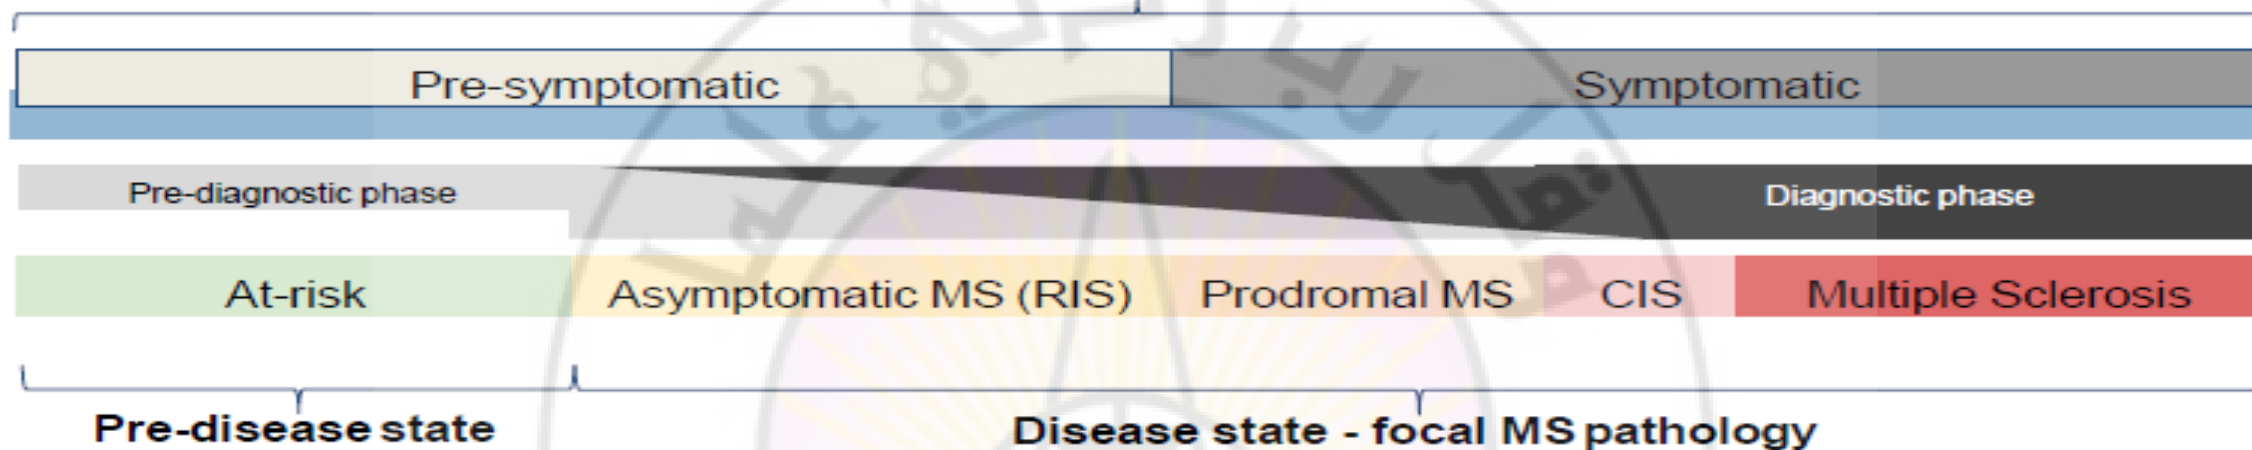 Pre-symptomatic
Symptomatic
Pre-diagnostic phase
Diagnostic phase
At-risk
Asymptomatic MS (RIS)
Prodromal MS
CIS
Multiple Sclerosis
Pre-disease state
Disease state - focal MS pathology